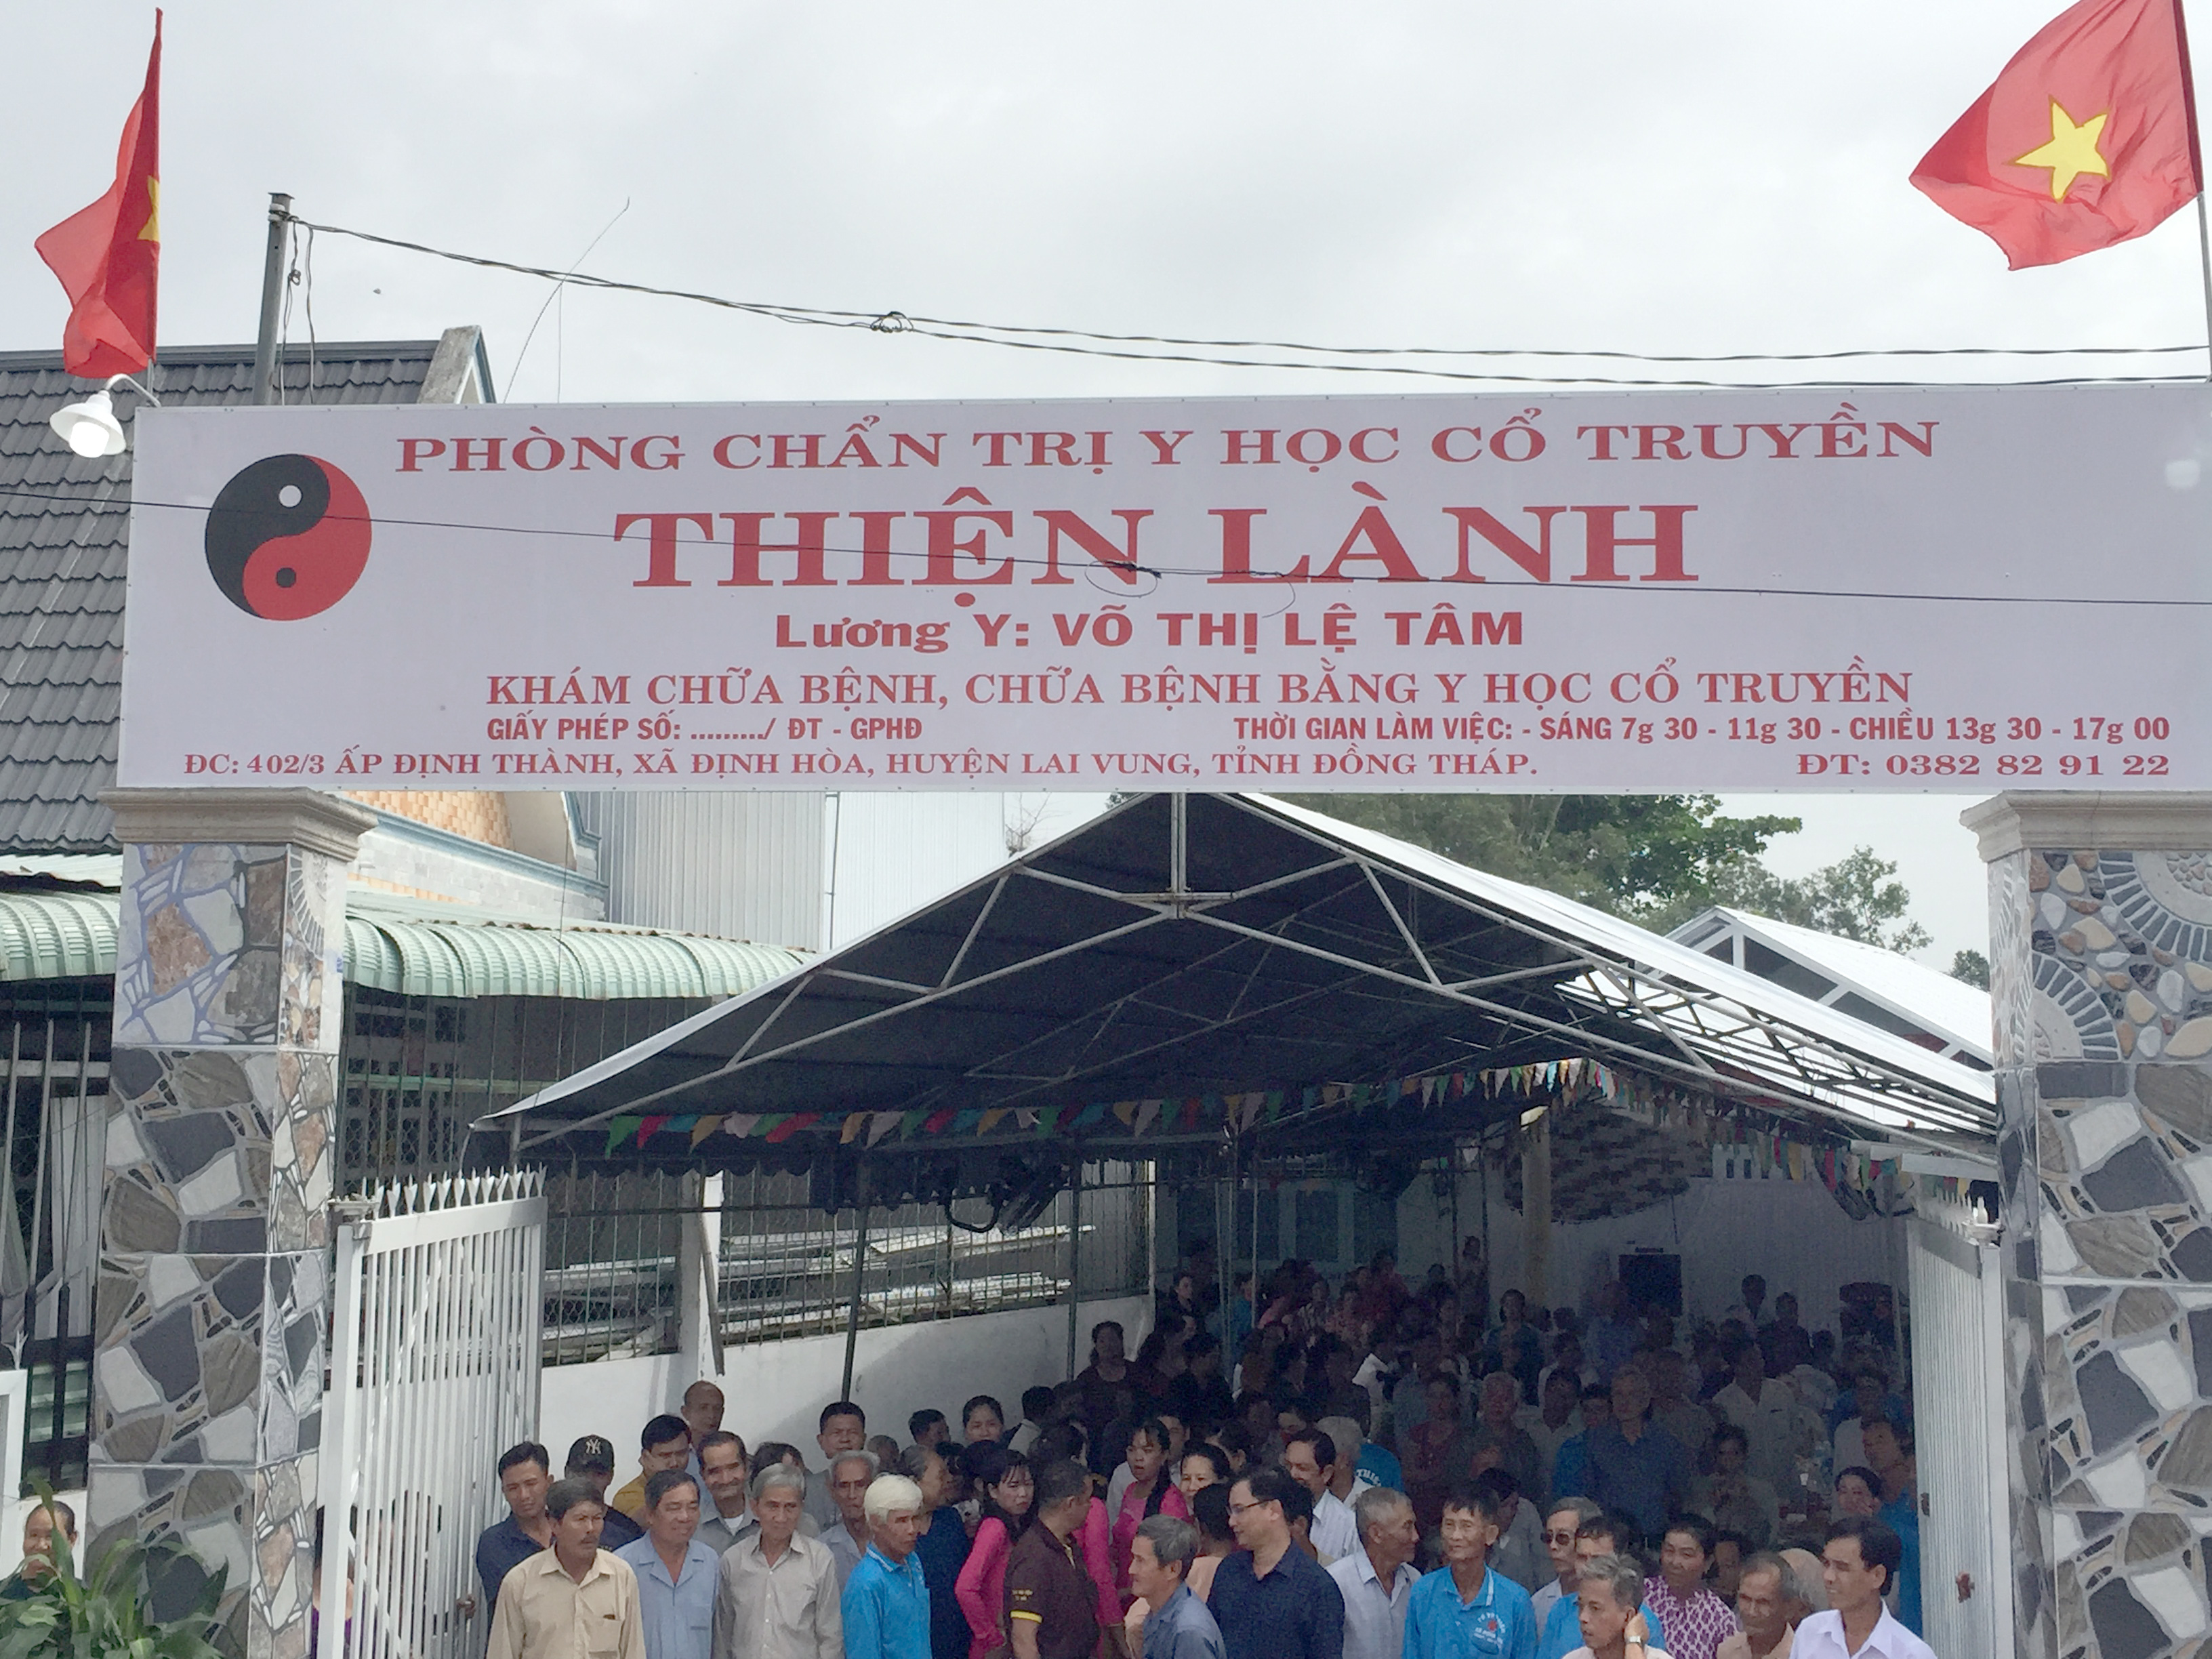 PHÒNG CHẨN TRỊ Y HỌC CỔ TRUYỀN
THIỆN LÀNH
Lương Y: VÕ THỊ LỆ TÂM
KHÁM CHỮA BỆNH, CHỮA BỆNH BẰNG Y HỌC CỔ TRUYỀN
GIẤY PHÉP SỐ: ........./ ĐT - GPHĐ THỜI GIAN LÀM VIỆC: - SÁNG 7g 30 - 11g 30 - CHIỀU 13g 30 - 17g 00
ĐC: 402/3 ẤP ĐỊNH THÀNH, XÃ ĐỊNH HÒA, HUYỆN LAI VUNG, TỈNH ĐỒNG THÁP. ĐT: 0382 82 91 22